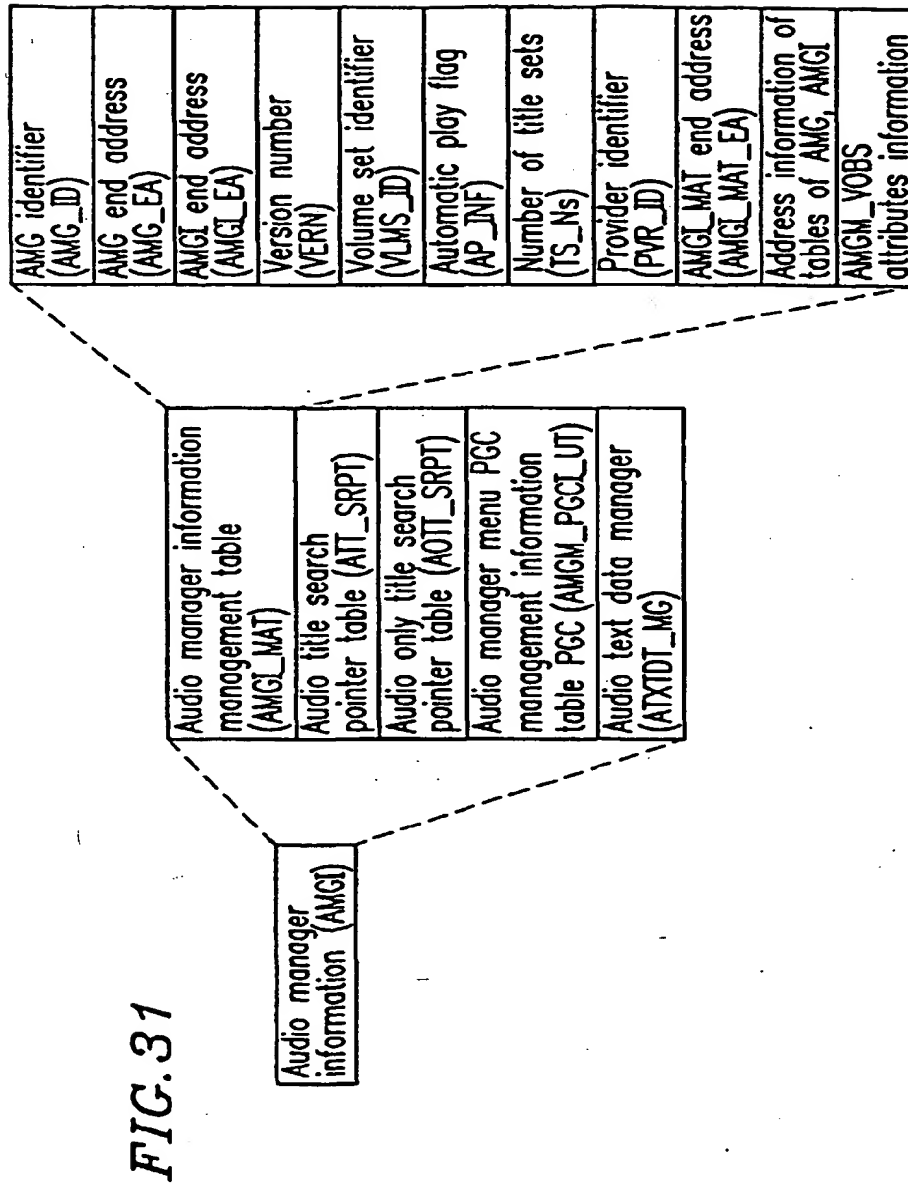 FIG. 31
Audio manager
information (AMGI)
Audio manager information
management table
(AMGI_MAT)
Audio title search
pointer table (ATT_SRPT)
Audio only title search
pointer table (AOTT_SRPT)
Audio manager menu PGC
management information
table PGC (AMGM_PGCI_UT)
Audio text data manager
(ATXTDT_MG)
AMG identifier
(AMG_ID)
AMG end address
(AMG_EA)
AMGI end address
(AMGI_EA)
Version number
(VERN)
Volume set identifier
(VLMS_ID)
Automatic play flag
(AP_INF)
Number of title sets
(TS_Ns)
Provider identifier
(PVR_ID)
AMGI_MAT end address
(AMGI_MAT_EA)
Address information of
tables of AMG, AMGI
AMGM_VOBS
attributes information